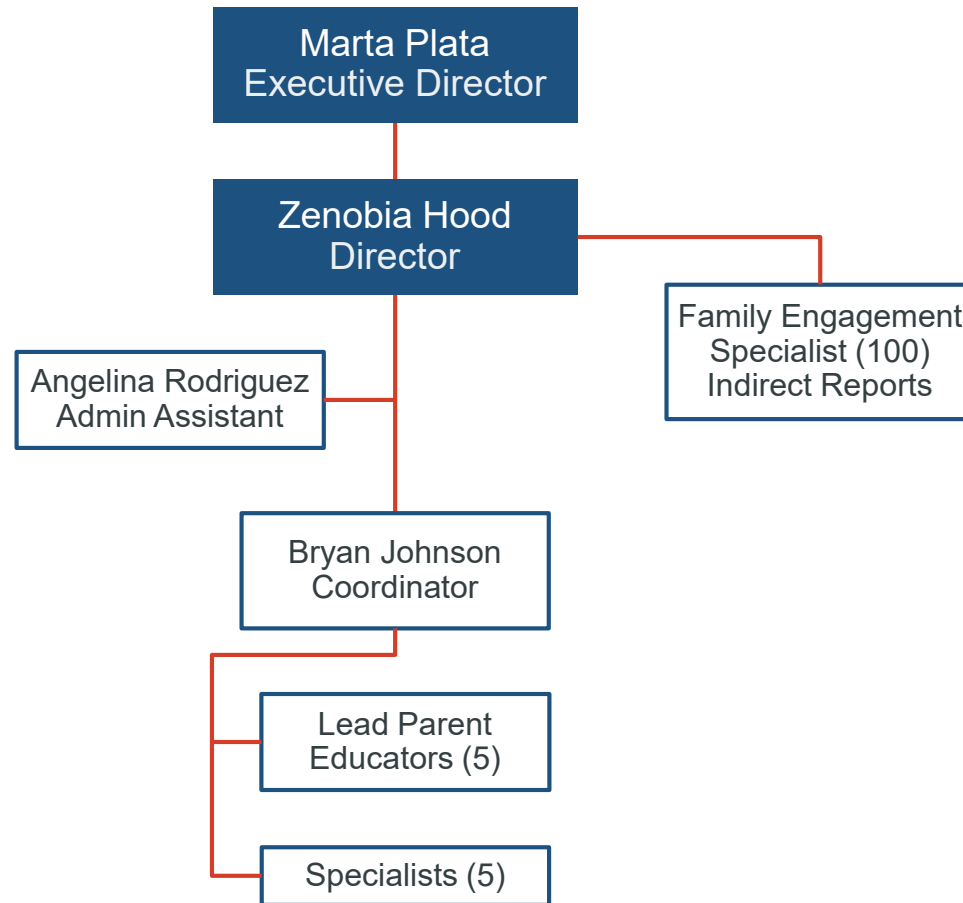 Marta Plata
Executive Director
Zenobia Hood
Director
Family Engagement
Specialist (100)
Indirect Reports
Angelina Rodriguez
Admin Assistant
Bryan Johnson
Coordinator
Lead Parent
Educators (5)
Specialists (5)